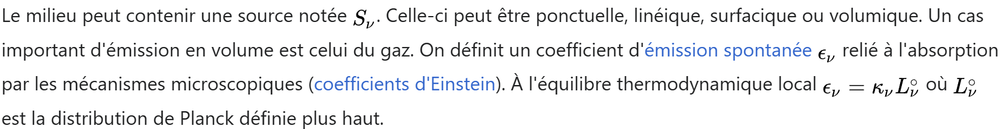 Le milieu peut contenir une source notée $S_\nu$. Celle-ci peut être ponctuelle, linéique, surfacique ou volumique. Un cas
important d'émission en volume est celui du gaz. On définit un coefficient d'émission spontanée $\epsilon_\nu$ relié à l'absorption
par les mécanismes microscopiques (coefficients d'Einstein). À l'équilibre thermodynamique local $\epsilon_\nu = \kappa_\nu L_\nu^\circ$ où $L_\nu^\circ$
est la distribution de Planck définie plus haut.